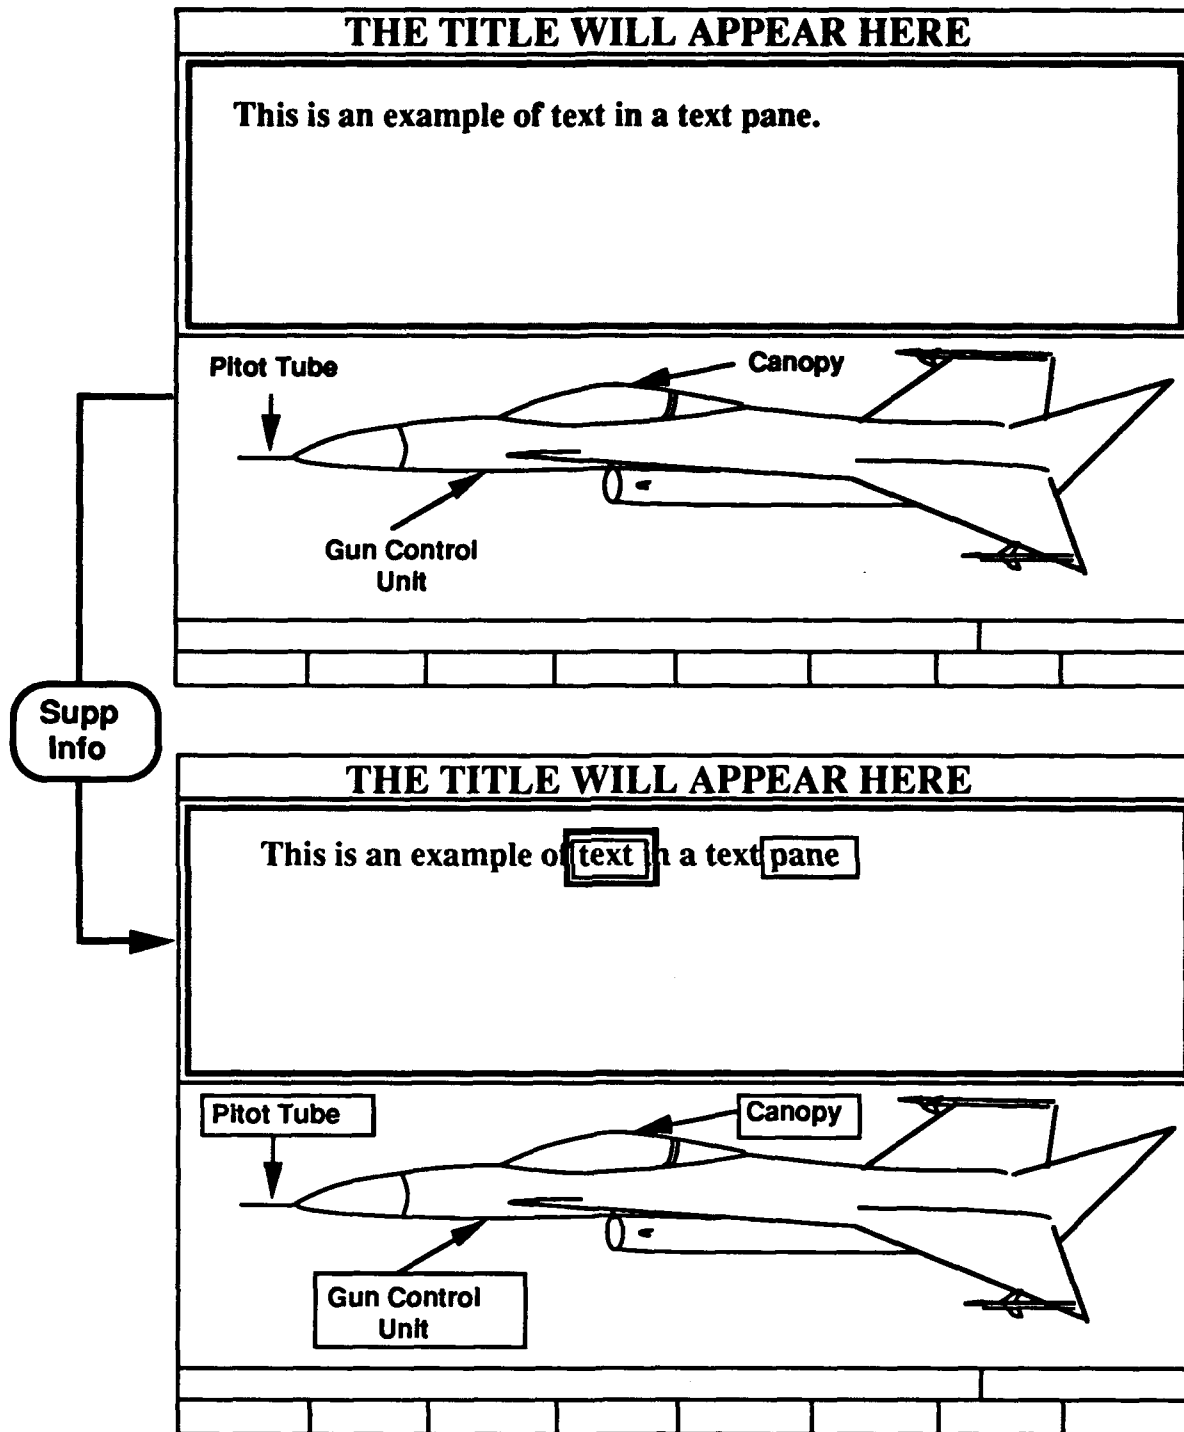 THE TITLE WILL APPEAR HERE
This is an example of text in a text pane.
Pitot Tube
Canopy
Gun Control
Unit
Supp
Info
THE TITLE WILL APPEAR HERE
This is an example of text in a text pane
Pitot Tube
Canopy
Gun Control
Unit